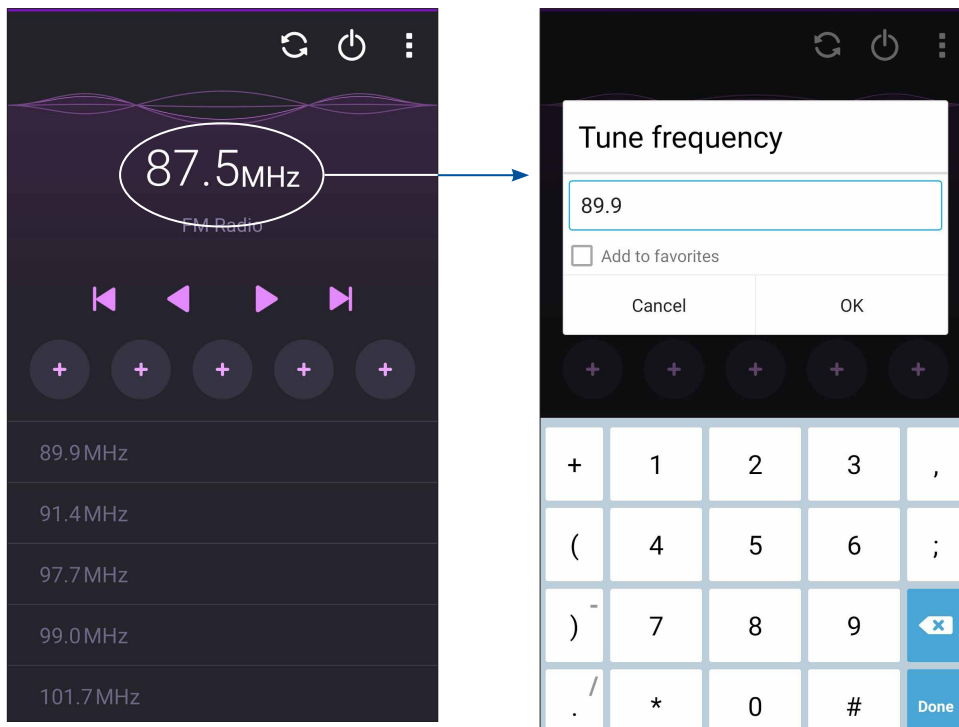 87.5MHz
FM Radio
+ + + + +
89.9MHz
91.4MHz
97.7MHz
99.0MHz
101.7MHz
Tune frequency
89.9
Add to favorites
Cancel OK
+ + + + +
+ 1 2 3 ,
( 4 5 6 ;
) - 7 8 9
. / * 0 # Done